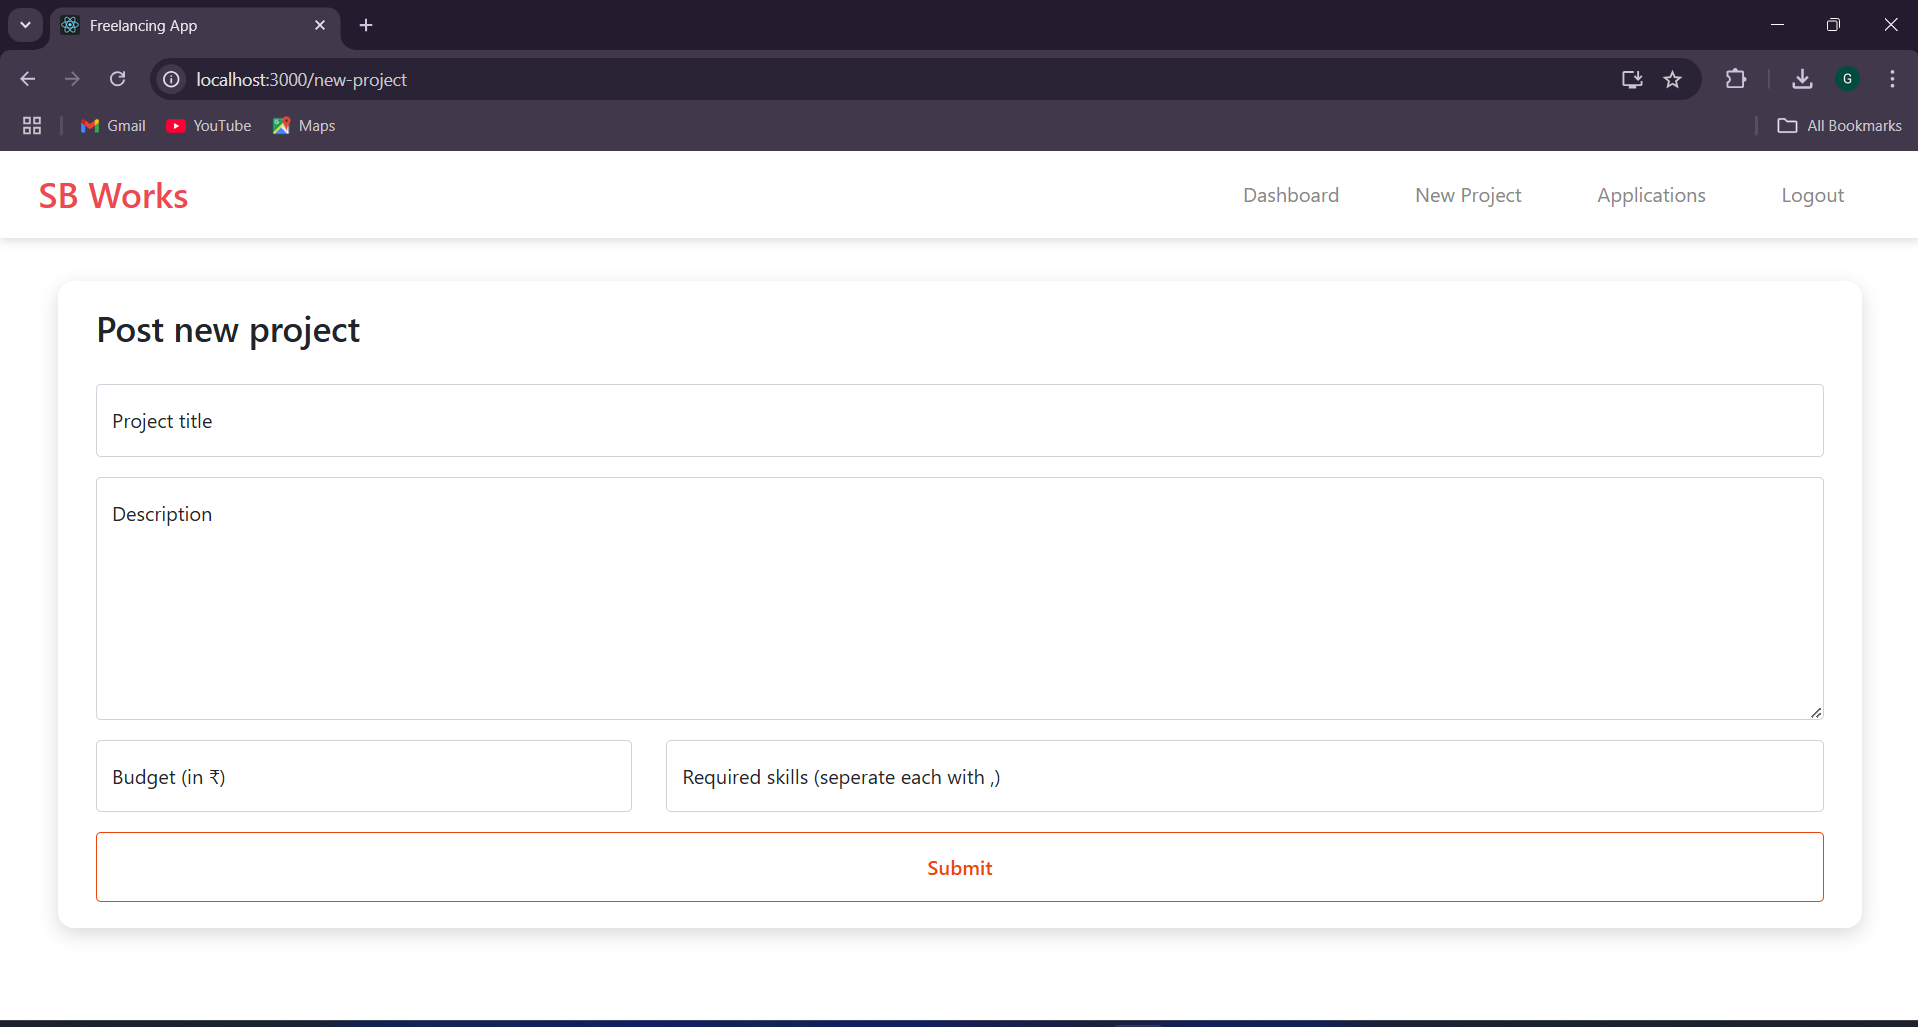 Freelancing App
localhost:3000/new-project
G
Gmail
YouTube
Maps
All Bookmarks
SB Works
Dashboard
New Project
Applications
Logout
Post new project
Project title
Description
Budget (in ₹)
Required skills (seperate each with ,)
Submit